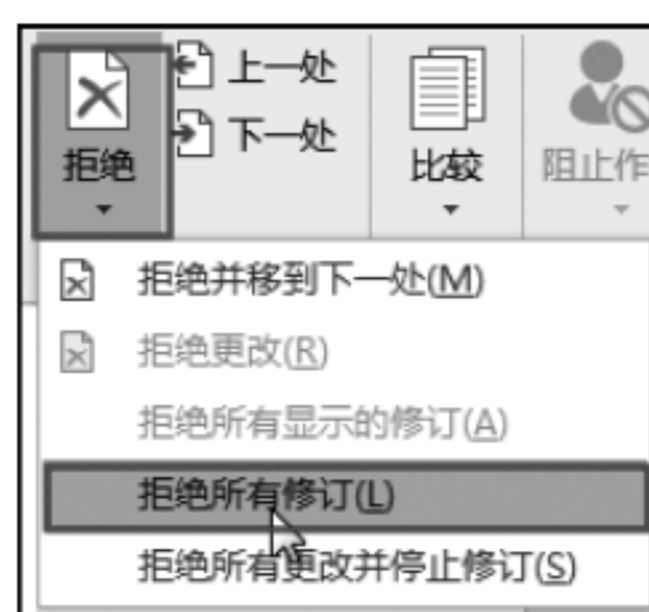 上一处
下一处
拒绝
比较
阻止作
拒绝并移到下一处(M)
拒绝更改(R)
拒绝所有显示的修订(A)
拒绝所有修订(L)
拒绝所有更改并停止修订(S)